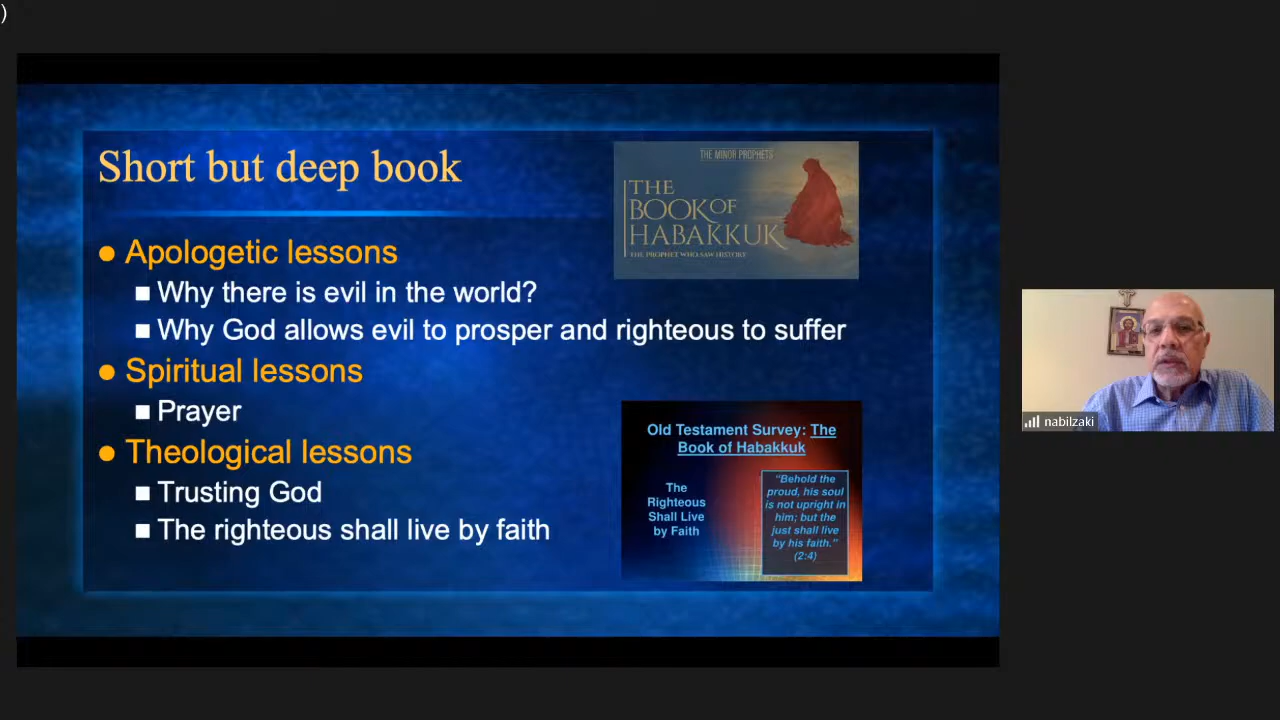 )
Short but deep book
Apologetic lessons
Why there is evil in the world?
Why God allows evil to prosper and righteous to suffer
Spiritual lessons
Prayer
Theological lessons
Trusting God
The righteous shall live by faith
THE MINOR PROPHETS
THE
BOOK OF
HABAKKUK
THE PROPHET WHO SAW HISTORY
Old Testament Survey: The
Book of Habakkuk
The
Righteous
Shall Live
by Faith
“Behold the
proud, his soul
is not upright in
him; but the
just shall live
by his faith.”
(2:4)
nabilzaki